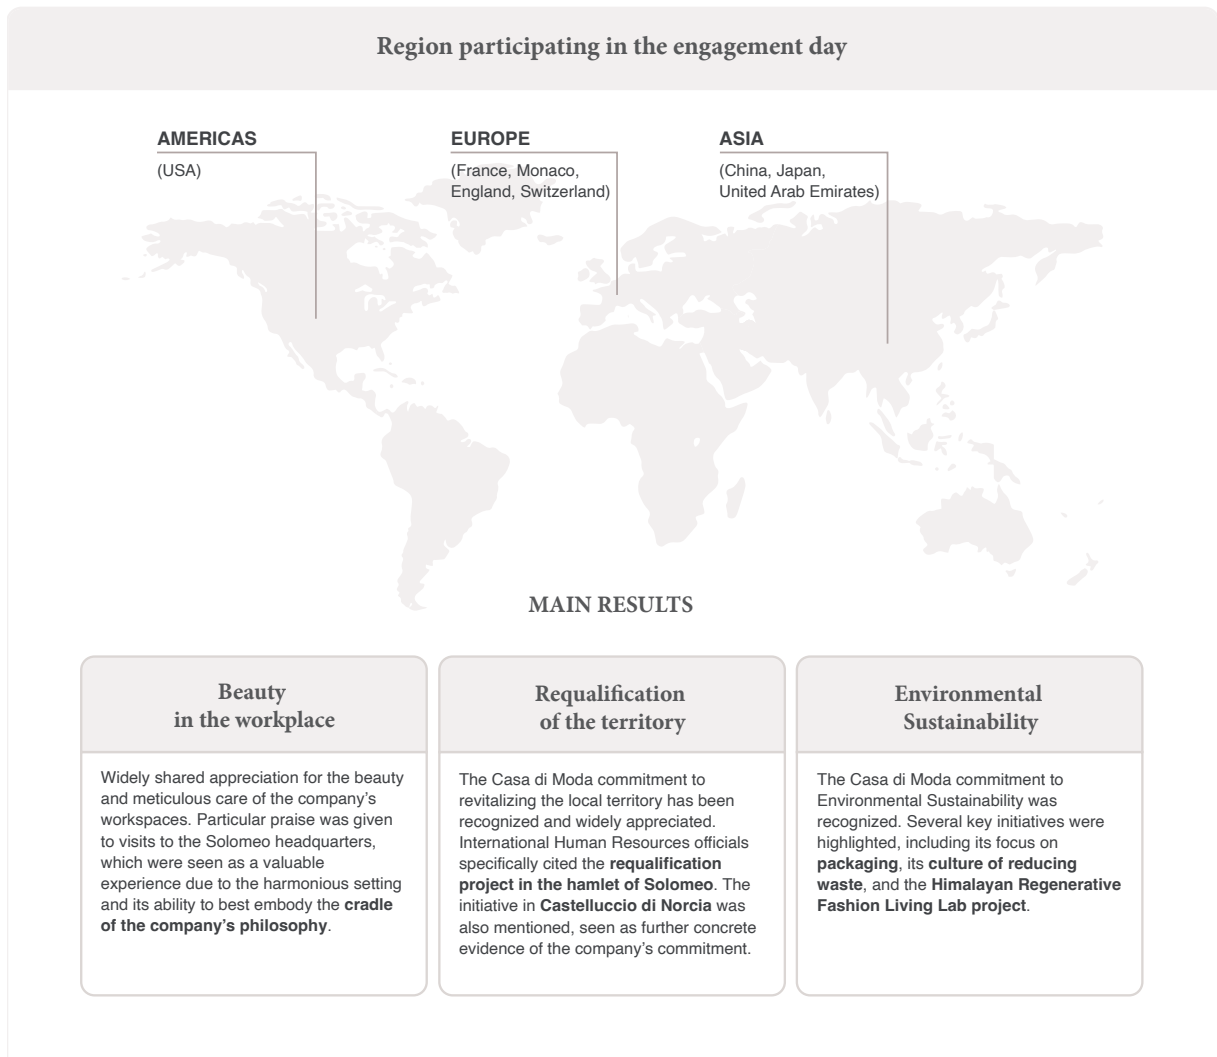 Region participating in the engagement day
AMERICAS
(USA)
EUROPE
(France, Monaco,
England, Switzerland)
ASIA
(China, Japan,
United Arab Emirates)
MAIN RESULTS
Beauty
in the workplace
Widely shared appreciation for the beauty
and meticulous care of the company's
workspaces. Particular praise was given
to visits to the Solomeo headquarters,
which were seen as a valuable
experience due to the harmonious setting
and its ability to best embody the cradle
of the company's philosophy.
Requalification
of the territory
The Casa di Moda commitment to
revitalizing the local territory has been
recognized and widely appreciated.
International Human Resources officials
specifically cited the requalification
project in the hamlet of Solomeo. The
initiative in Castelluccio di Norcia was
also mentioned, seen as further concrete
evidence of the company's commitment.
Environmental
Sustainability
The Casa di Moda commitment to
Environmental Sustainability was
recognized. Several key initiatives were
highlighted, including its focus on
packaging, its culture of reducing
waste, and the Himalayan Regenerative
Fashion Living Lab project.